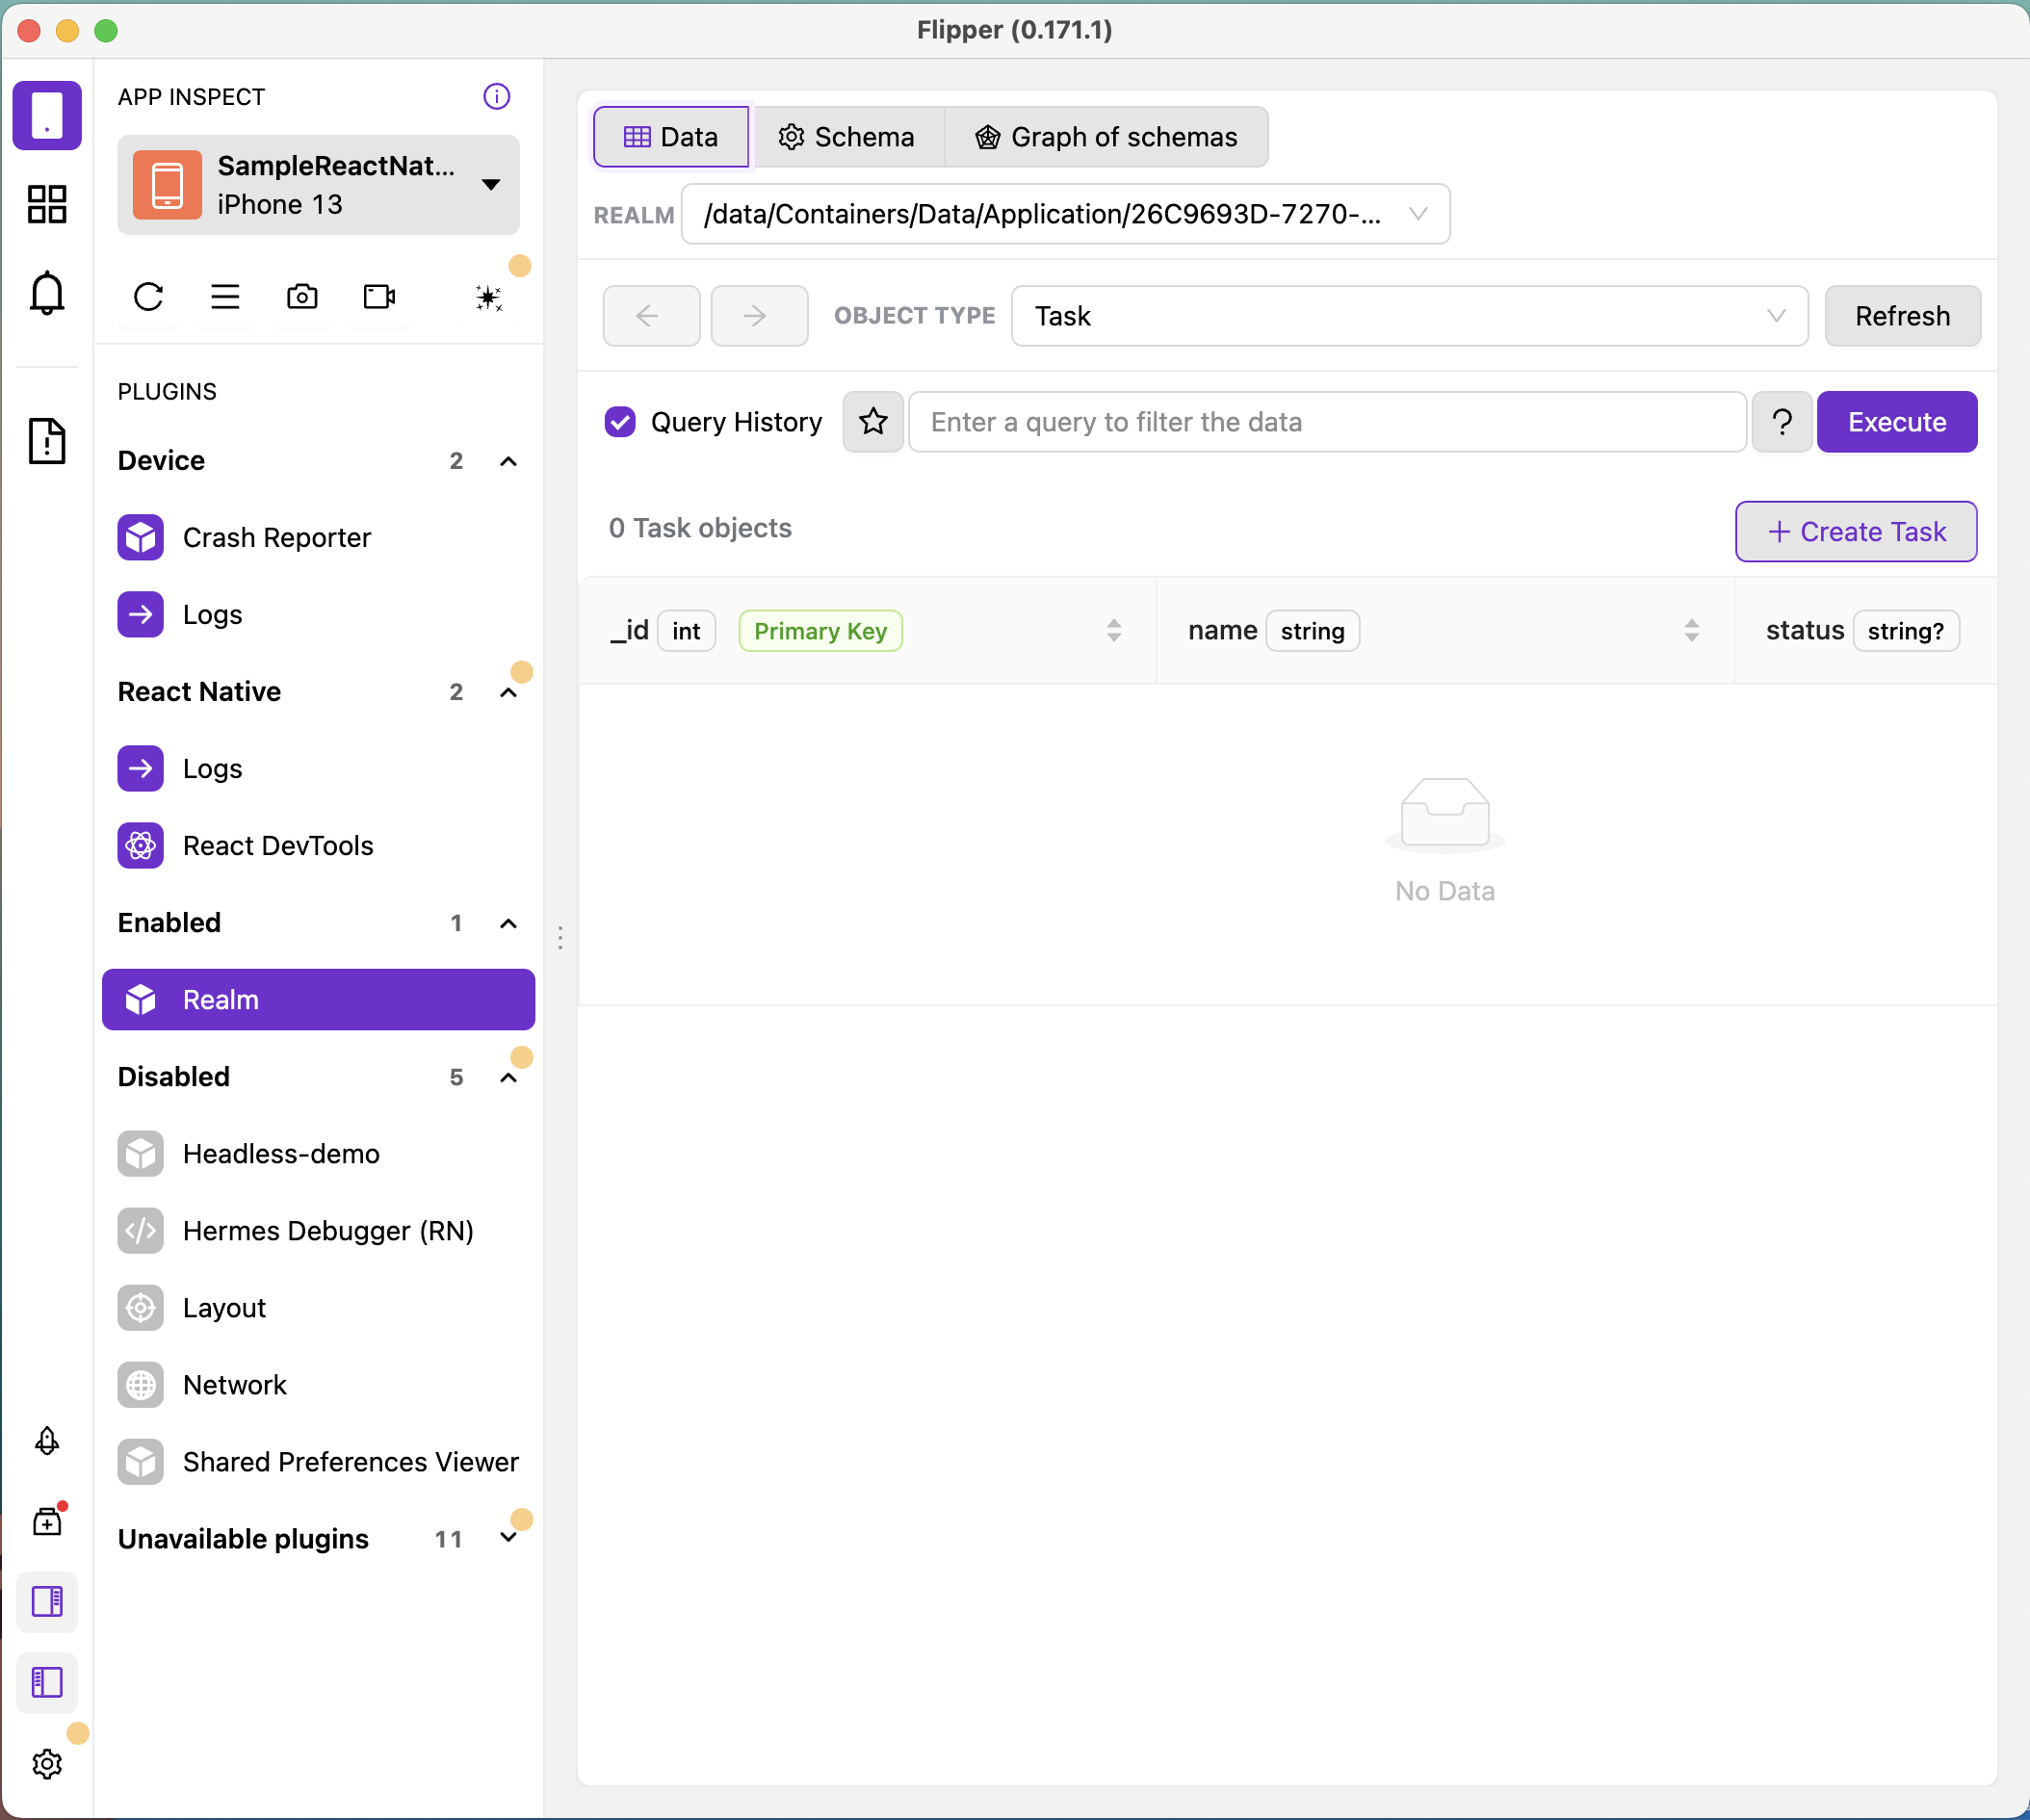 Flipper (0.171.1)
APP INSPECT
SampleReactNat...
iPhone 13
PLUGINS
Device 2
Crash Reporter
Logs
React Native 2
Logs
React DevTools
Enabled 1
Realm
Disabled 5
Headless-demo
Hermes Debugger (RN)
Layout
Network
Shared Preferences Viewer
Unavailable plugins 11
Data Schema Graph of schemas
REALM /data/Containers/Data/Application/26C9693D-7270-...
OBJECT TYPE Task Refresh
Query History Enter a query to filter the data ? Execute
0 Task objects + Create Task
_id int Primary Key name string status string?
No Data